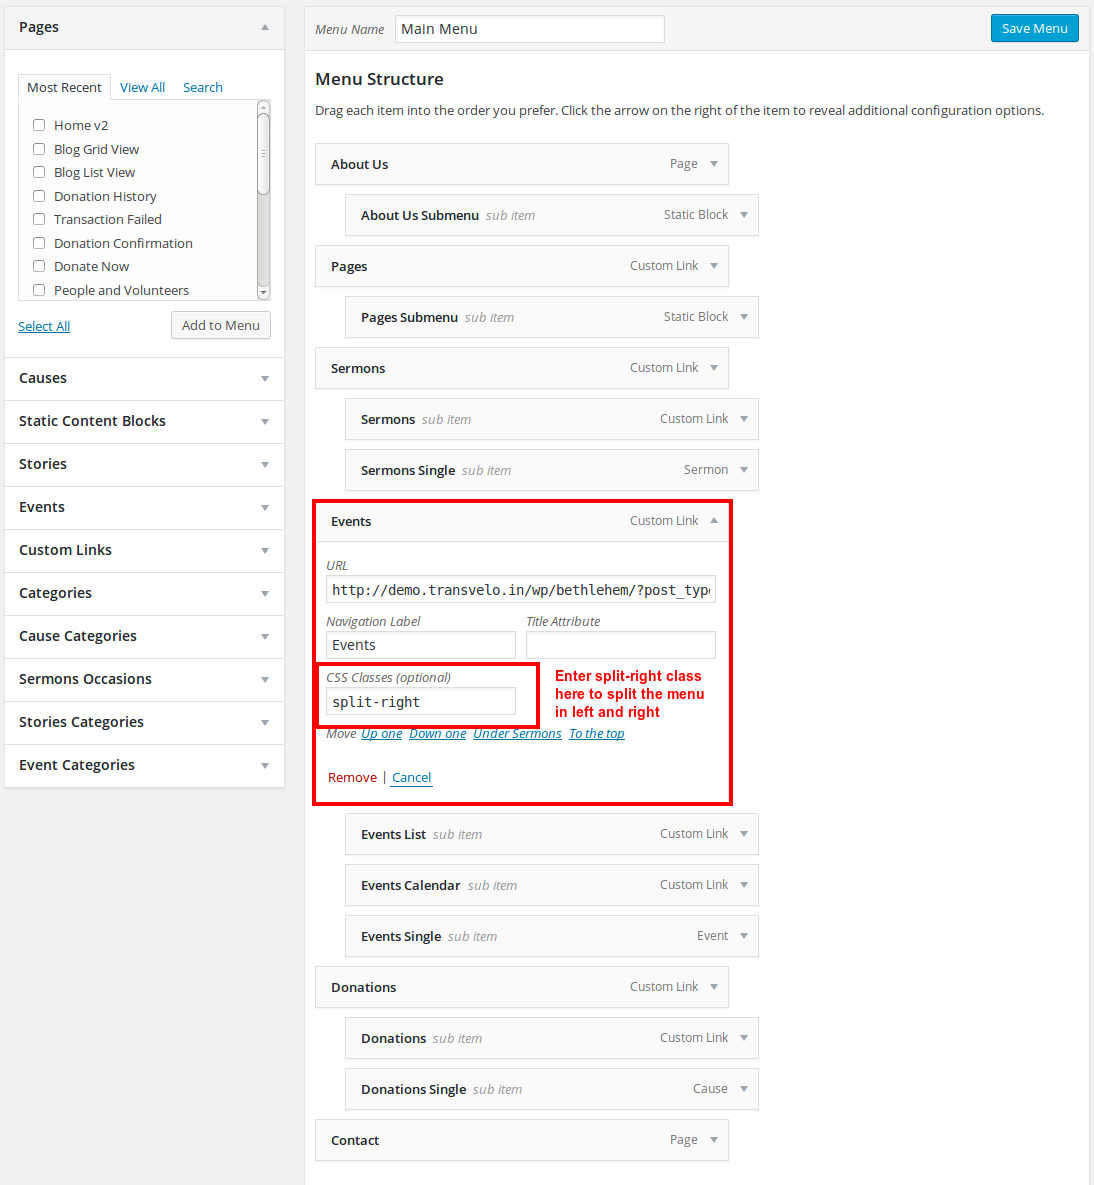 Pages
Most Recent View All Search
Home v2
Blog Grid View
Blog List View
Donation History
Transaction Failed
Donation Confirmation
Donate Now
People and Volunteers
Select All Add to Menu
Causes
Static Content Blocks
Stories
Events
Custom Links
Categories
Cause Categories
Sermons Occasions
Stories Categories
Event Categories
Menu Name Main Menu Save Menu
Menu Structure
Drag each item into the order you prefer. Click the arrow on the right of the item to reveal additional configuration options.
About Us Page
About Us Submenu sub item Static Block
Pages Custom Link
Pages Submenu sub item Static Block
Sermons Custom Link
Sermons sub item Custom Link
Sermons Single sub item Sermon
Events Custom Link
URL
http://demo.transvelo.in/wp/bethlehem/?post_type
Navigation Label Title Attribute
Events
CSS Classes (optional)
split-right
Enter split-right class
here to split the menu
in left and right
Move Up one Down one Under Sermons To the top
Remove | Cancel
Events List sub item Custom Link
Events Calendar sub item Custom Link
Events Single sub item Event
Donations Custom Link
Donations sub item Custom Link
Donations Single sub item Cause
Contact Page